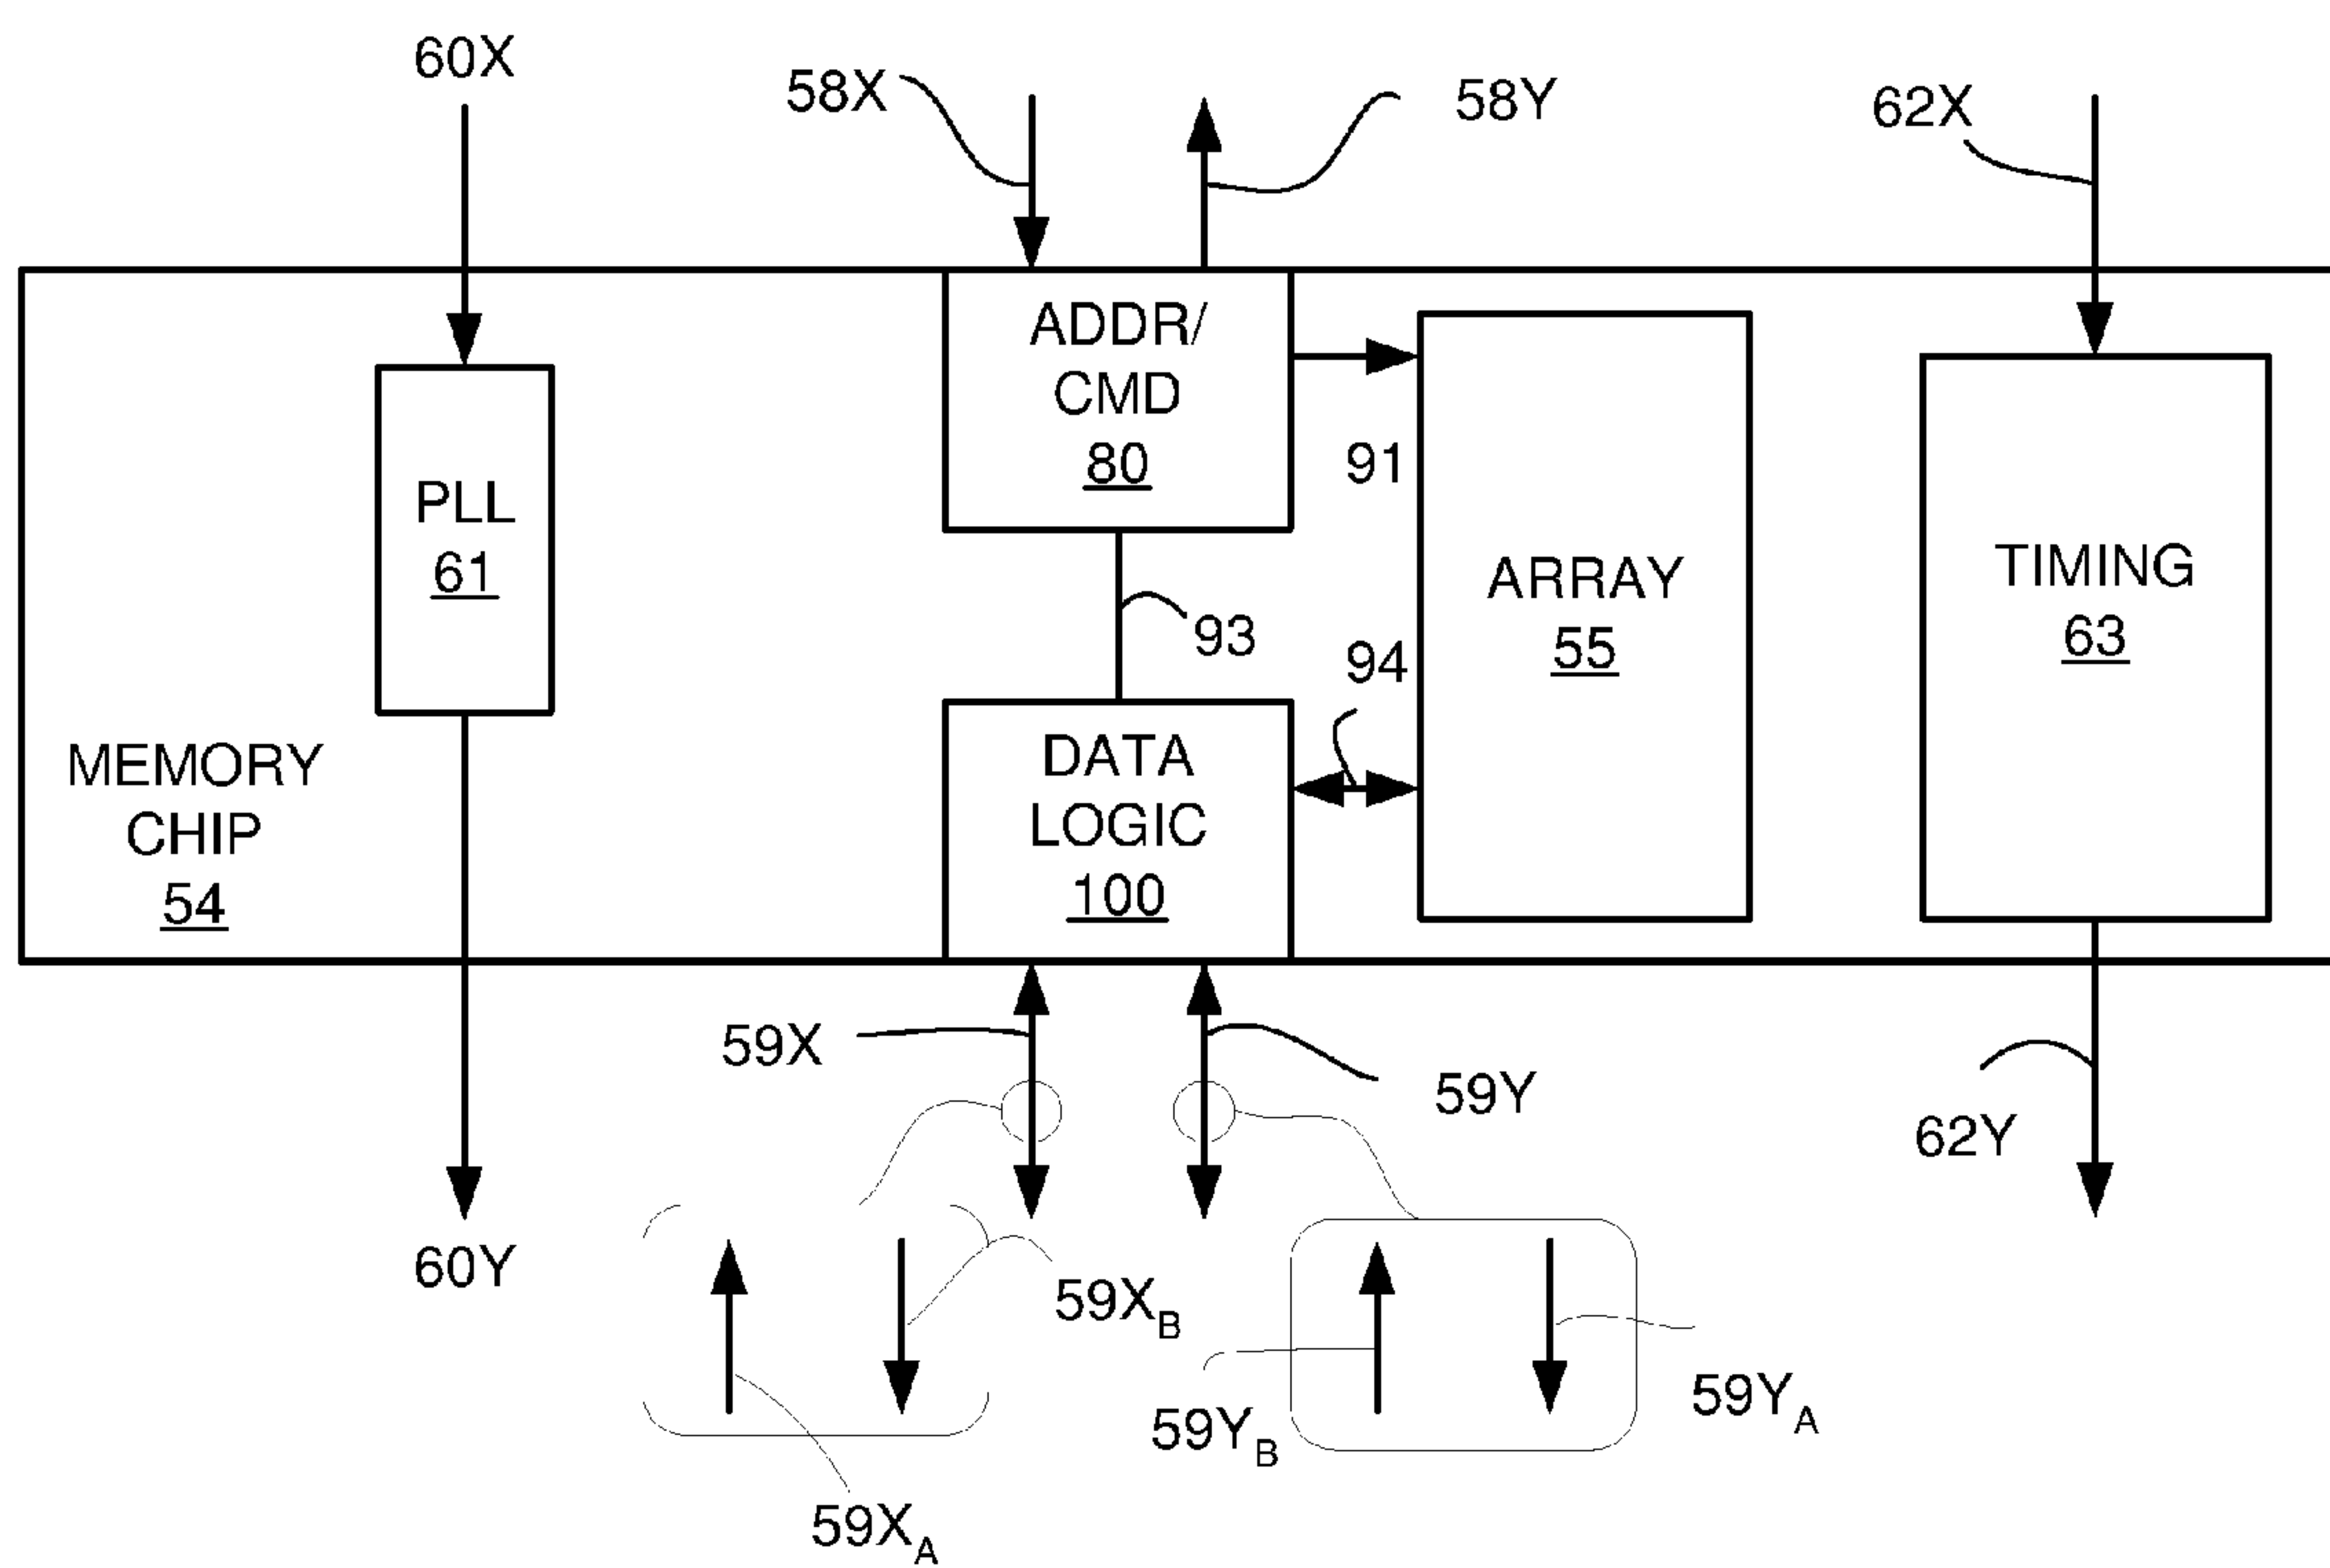 60X
58X
58Y
62X
ADDR/
CMD
80
91
PLL
61
ARRAY
55
TIMING
63
93
94
MEMORY
CHIP
54
DATA
LOGIC
100
59X
59Y
62Y
60Y
59XB
59YB
59YA
59XA